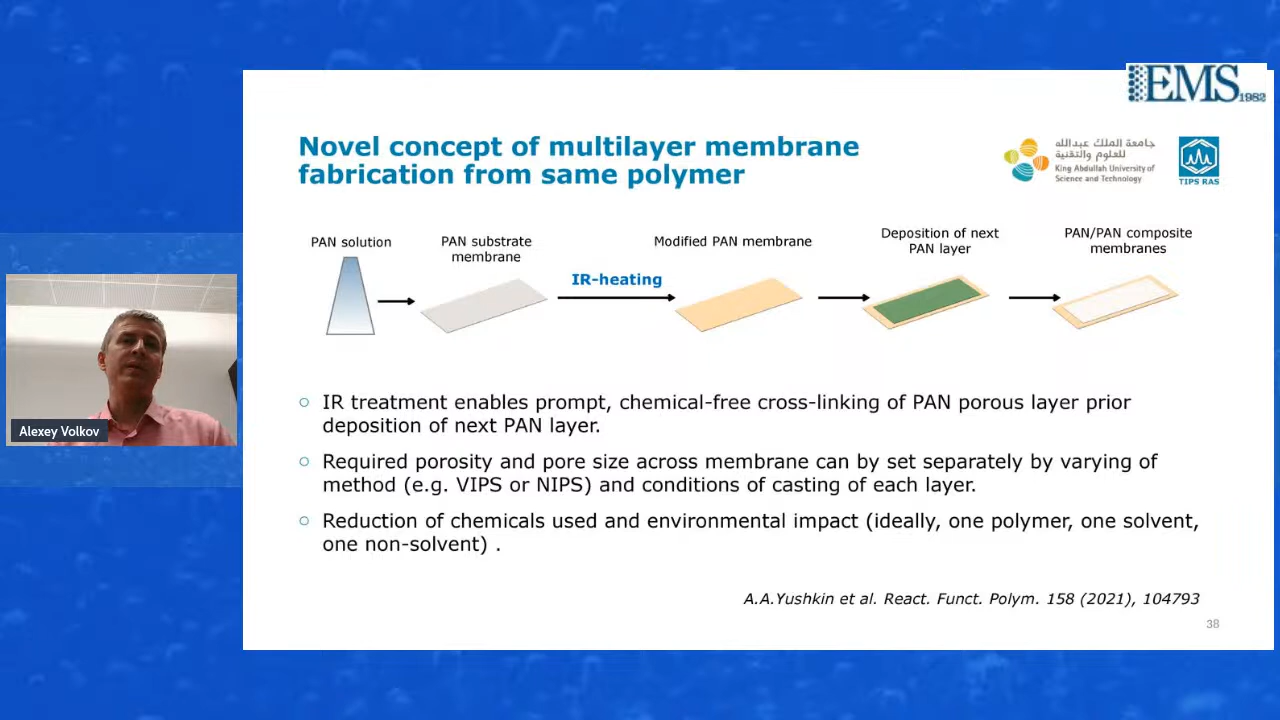 EMS 1982
Novel concept of multilayer membrane
fabrication from same polymer
جامعة الملك عبدالله
للعلوم والتقنية
King Abdullah University of
Science and Technology
TIPS RAS
PAN solution
PAN substrate
membrane
IR-heating
Modified PAN membrane
Deposition of next
PAN layer
PAN/PAN composite
membranes
Alexey Volkov
○ IR treatment enables prompt, chemical-free cross-linking of PAN porous layer prior
deposition of next PAN layer.
○ Required porosity and pore size across membrane can by set separately by varying of
method (e.g. VIPS or NIPS) and conditions of casting of each layer.
○ Reduction of chemicals used and environmental impact (ideally, one polymer, one solvent,
one non-solvent) .
A.A.Yushkin et al. React. Funct. Polym. 158 (2021), 104793
38